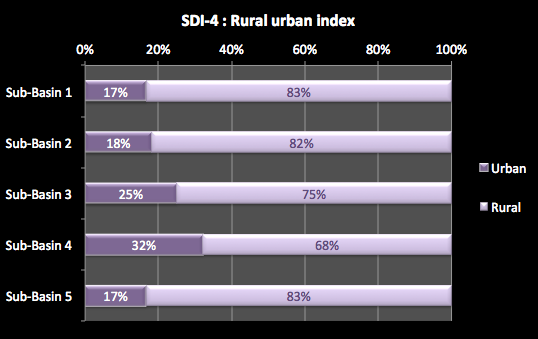 SDI-4 : Rural urban index
0% 20% 40% 60% 80% 100%
Sub-Basin 1 17% 83%
Sub-Basin 2 18% 82%
Sub-Basin 3 25% 75%
Sub-Basin 4 32% 68%
Sub-Basin 5 17% 83%
Urban
Rural